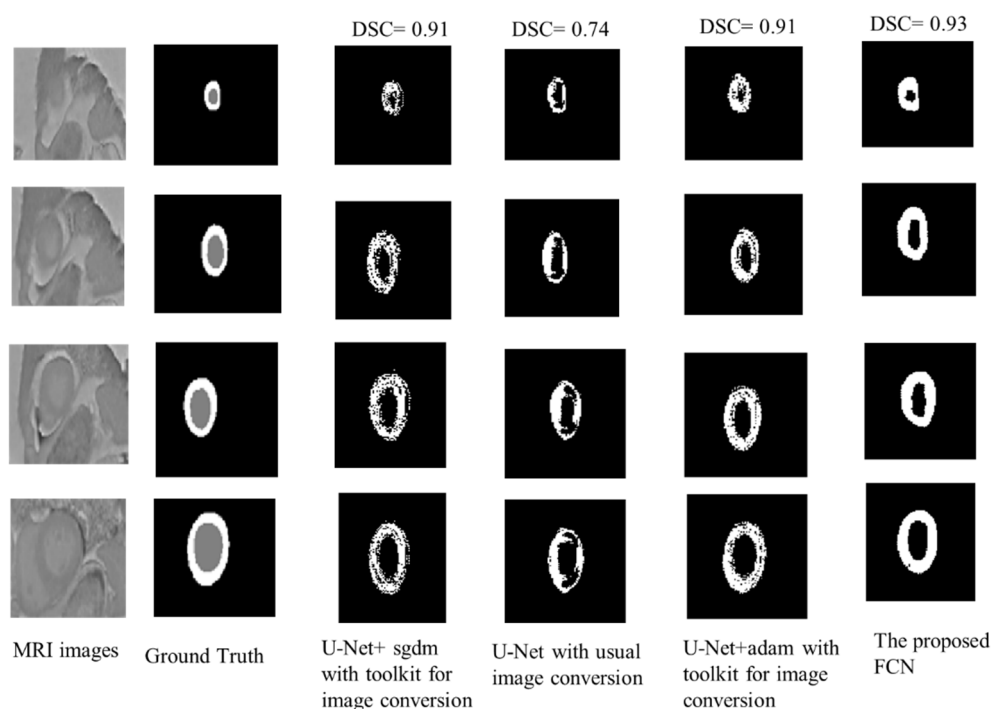 DSC= 0.91
DSC= 0.74
DSC= 0.91
DSC= 0.93
MRI images
Ground Truth
U-Net+ sgdm
with toolkit for
image conversion
U-Net with usual
image conversion
U-Net+adam with
toolkit for image
conversion
The proposed
FCN